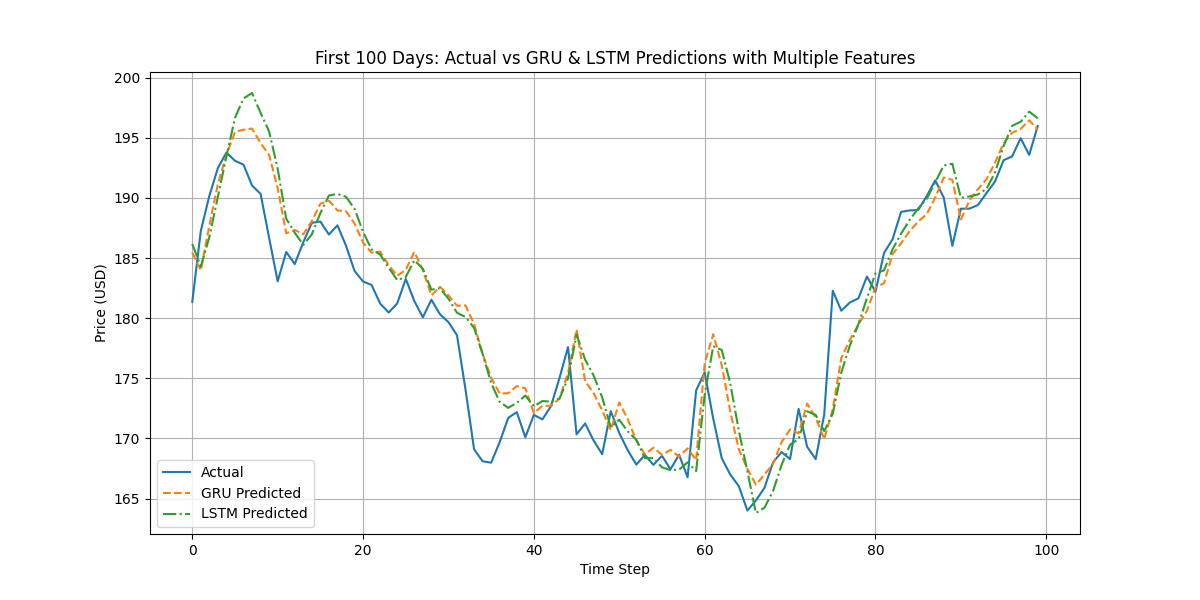 First 100 Days: Actual vs GRU & LSTM Predictions with Multiple Features
200
195
190
185
180
175
170
165
Price (USD)
Actual
GRU Predicted
LSTM Predicted
0 20 40 60 80 100
Time Step